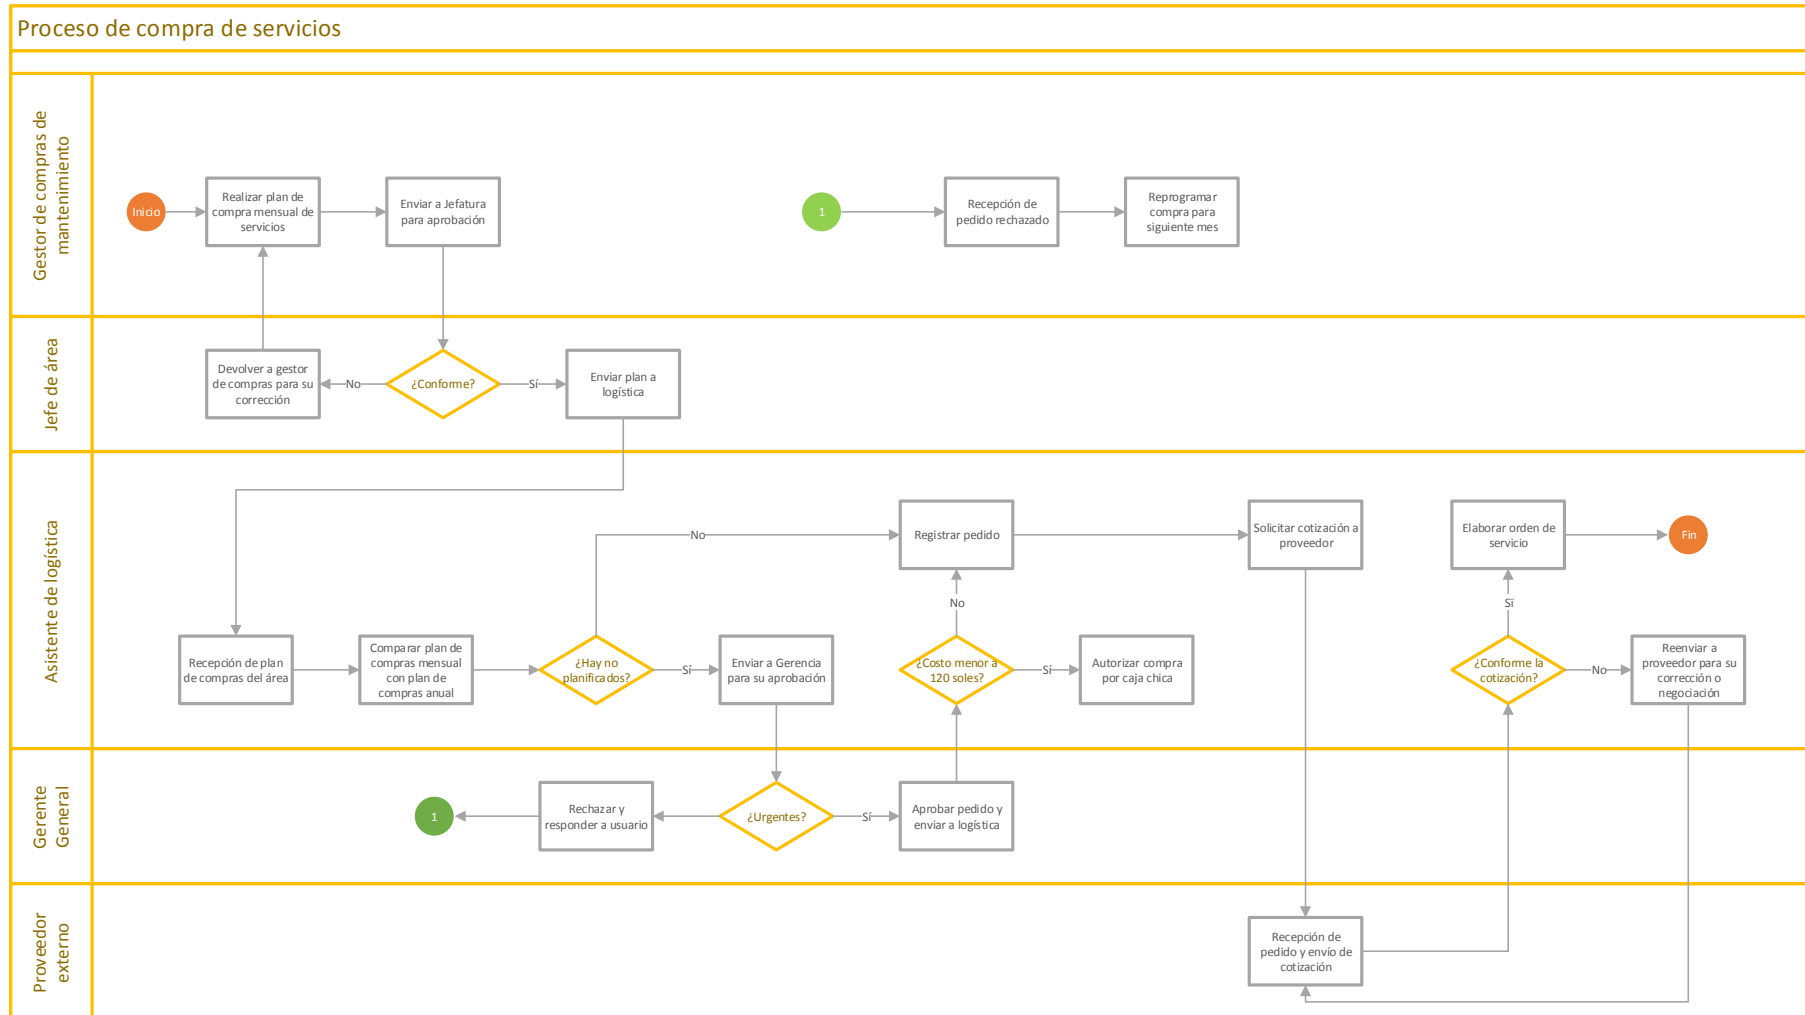 Proceso de compra de servicios
Gestor de compras de
mantenimiento
Inicio
Realizar plan de
compra mensual de
servicios
Enviar a Jefatura
para aprobación
1
Recepción de
pedido rechazado
Reprogramar
compra para
siguiente mes
Jefe de área
Devolver a gestor
de compras para su
corrección
No
¿Conforme?
Sí
Enviar plan a
logística
Asistente de logística
No
Registrar pedido
Solicitar cotización a
proveedor
Elaborar orden de
servicio
Fin
No
Sï
Recepción de plan
de compras del área
Comparar plan de
compras mensual
con plan de
compras anual
¿Hay no
planificados?
Sí
Enviar a Gerencia
para su aprobación
¿Costo menor a
120 soles?
Sí
Autorizar compra
por caja chica
¿Conforme la
cotización?
No
Reenviar a
proveedor para su
corrección o
negociación
Gerente
General
1
Rechazar y
responder a usuario
¿Urgentes?
Sí
Aprobar pedido y
enviar a logística
Proveedor
externo
Recepción de
pedido y envío de
cotización